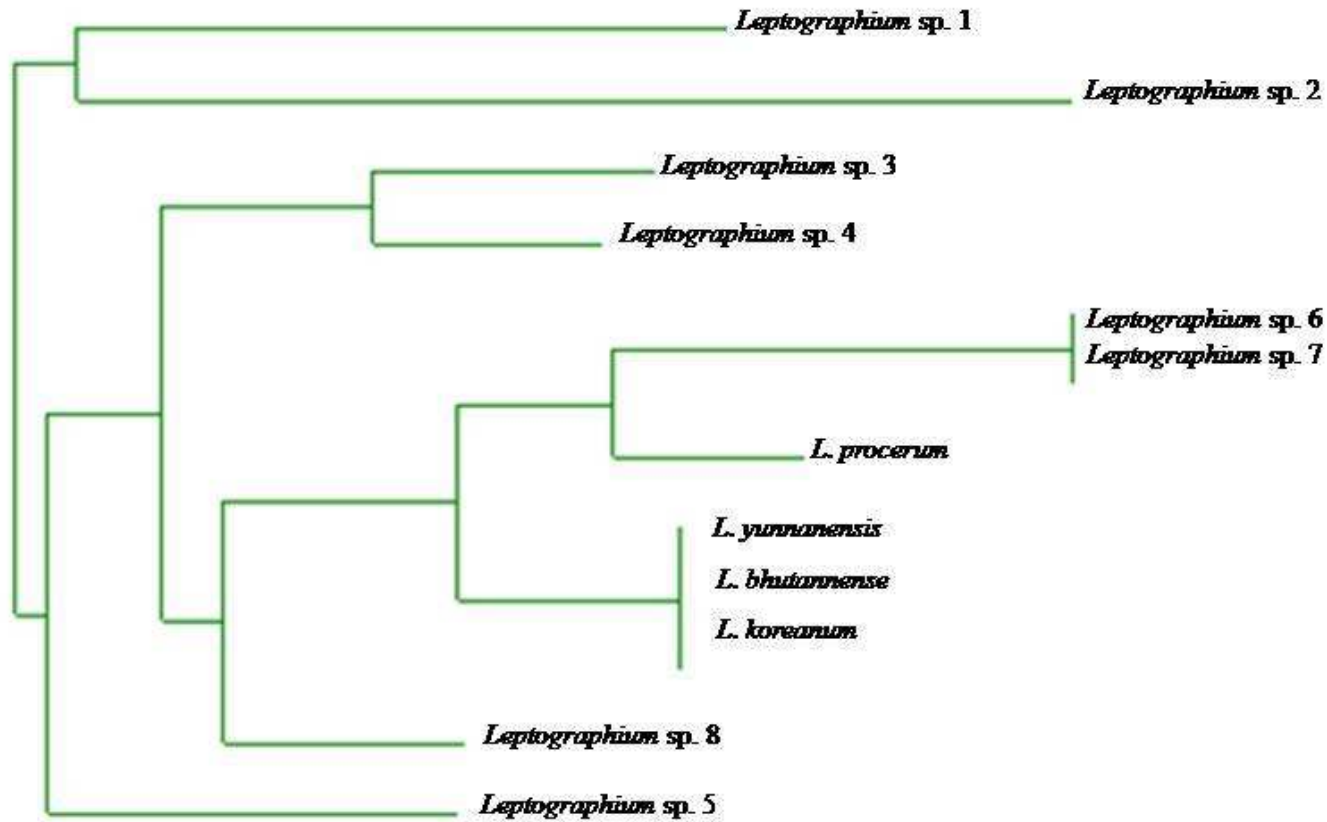 Leptographium sp. 1
Leptographium sp. 2
Leptographium sp. 3
Leptographium sp. 4
Leptographium sp. 6
Leptographium sp. 7
L. procerum
L. yunnanensis
L. bhutannense
L. koreanum
Leptographium sp. 8
Leptographium sp. 5